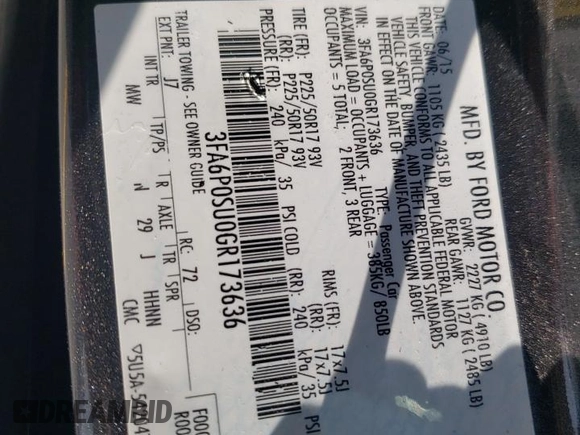 MFD. BY FORD MOTOR CO.
DATE: 06/15 GVWR: 2227 KG ( 4910 LB)
FRONT GAWR: 1105 KG ( 2435 LB) REAR GAWR: 1127 KG ( 2485 LB)
THIS VEHICLE CONFORMS TO ALL APPLICABLE FEDERAL MOTOR
VEHICLE SAFETY, BUMPER, AND THEFT PREVENTION STANDARDS
IN EFFECT ON THE DATE OF MANUFACTURE SHOWN ABOVE.
VIN: 3FA6P0SU0GR173636 TYPE: Passenger Car
MAXIMUM LOAD = OCCUPANTS + LUGGAGE = 385KG/ 850LB
OCCUPANTS = 5 TOTAL; 2 FRONT, 3 REAR
TIRE (FR): P225/50R17 93V RIMS (FR): 17x7.5J
(RR): P225/50R17 93V (RR): 17x7.5J
PRESSURE (FR): 240 kPa/ 35 PSI COLD (RR): 240 kPa/ 35 PSI
3FA6P0SU0GR173636
TRAILER TOWING - SEE OWNER GUIDE
EXT PNT: J7 RC: 72 DSO:
INT TR TP/PS R AXLE TR SPR
MW N 29 J HHNN
CMC
DREAMBID